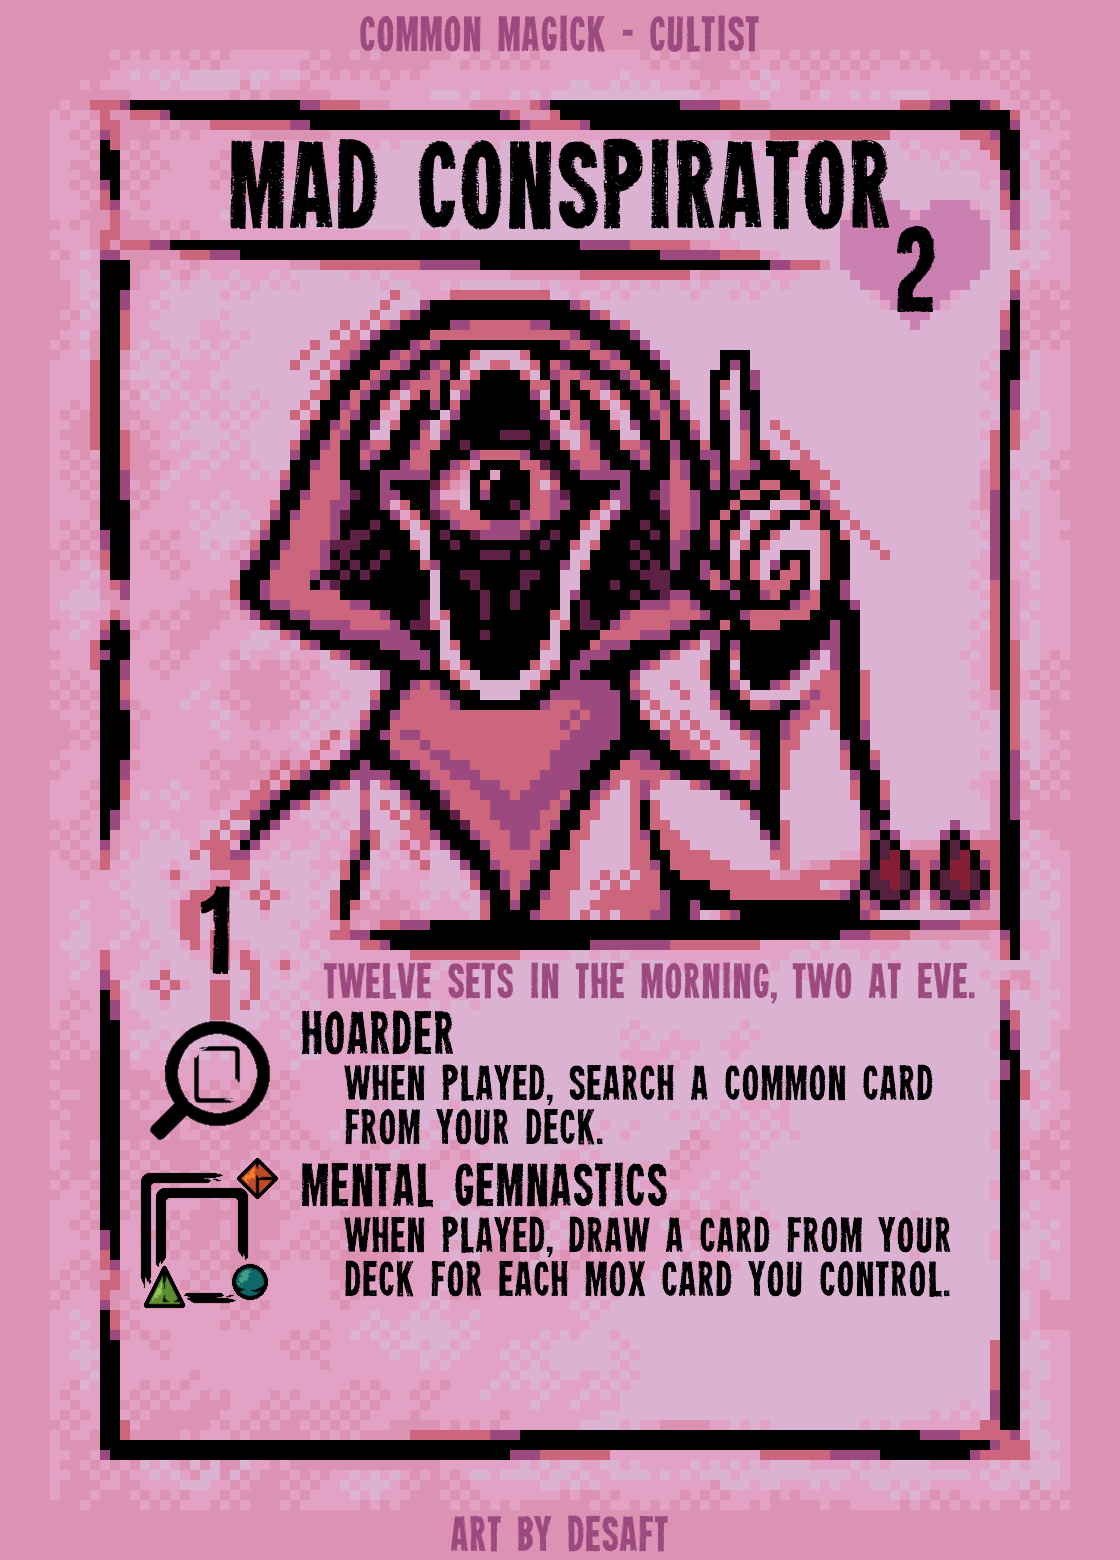 COMMON MAGICK - CULTIST
MAD CONSPIRATOR
2
1
TWELVE SETS IN THE MORNING, TWO AT EVE.
HOARDER
WHEN PLAYED, SEARCH A COMMON CARD
FROM YOUR DECK.
MENTAL GEMNASTICS
WHEN PLAYED, DRAW A CARD FROM YOUR
DECK FOR EACH MOX CARD YOU CONTROL.
ART BY DESAFT